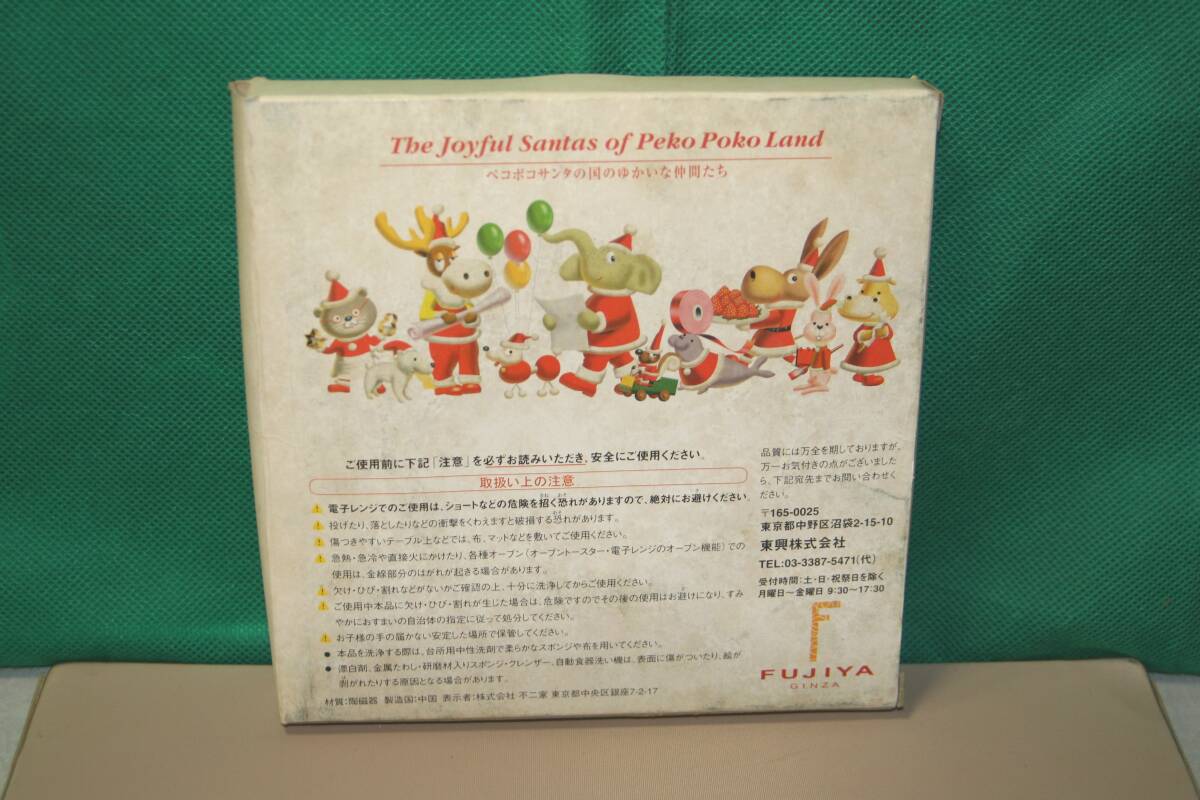 The Joyful Santas of Peko Poko Land
ペコポコサンタの国のゆかいな仲間たち
ご使用前に下記「注意」を必ずお読みいただき、安全にご使用ください。
取扱い上の注意
電子レンジでのご使用は、ショートなどの危険を招く恐れがありますので、絶対にお避けください。
投げたり、落としたりなどの衝撃をくわえますと破損する恐れがあります。
傷つきやすいテーブル上などでは、布、マットなどを敷いてご使用ください。
急熱・急冷や直接火にかけたり、各種オーブン(オーブントースター・電子レンジのオーブン機能)での
使用は、金線部分のはがれが起きる場合があります。
欠け・ひび・割れなどがないかご確認の上、十分に洗浄してからご使用ください。
ご使用中本品に欠け・ひび・割れが生じた場合は、危険ですのでその後の使用はお避けになり、すみ
やかにおすまいの自治体の指定に従って処分してください。
お子様の手の届かない安定した場所で保管してください。
● 本品を洗浄する際は、台所用中性洗剤で柔らかなスポンジや布を用いてください。
● 漂白剤、金属たわし・研磨材入りスポンジ・クレンザー、自動食器洗い機は、表面に傷がついたり、絵が
剥がれたりする原因となる場合があります。
材質:陶磁器 製造国:中国 表示者:株式会社 不二家 東京都中央区銀座7-2-17
品質には万全を期しておりますが、
万一お気付きの点がございました
ら、下記宛先までお問い合わせく
ださい。
〒165-0025
東京都中野区沼袋2-15-10
東興株式会社
TEL:03-3387-5471(代)
受付時間:土・日・祝祭日を除く
月曜日〜金曜日 9:30〜17:30
FUJIYA
GINZA